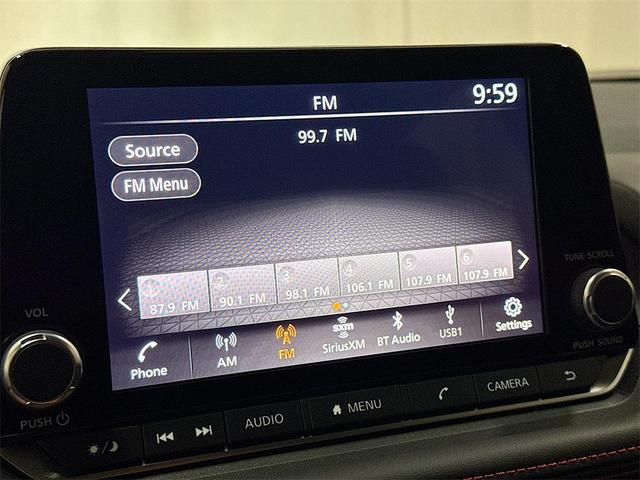 FM
9:59
99.7 FM
Source
FM Menu
1
87.9 FM
2
90.1 FM
3
98.1 FM
4
106.1 FM
5
107.9 FM
6
107.9 FM
Phone
AM
FM
sxm
SiriusXM
BT Audio
USB1
Settings
VOL
PUSH
TUNE·SCROLL
PUSH SOUND
AUDIO
MENU
CAMERA